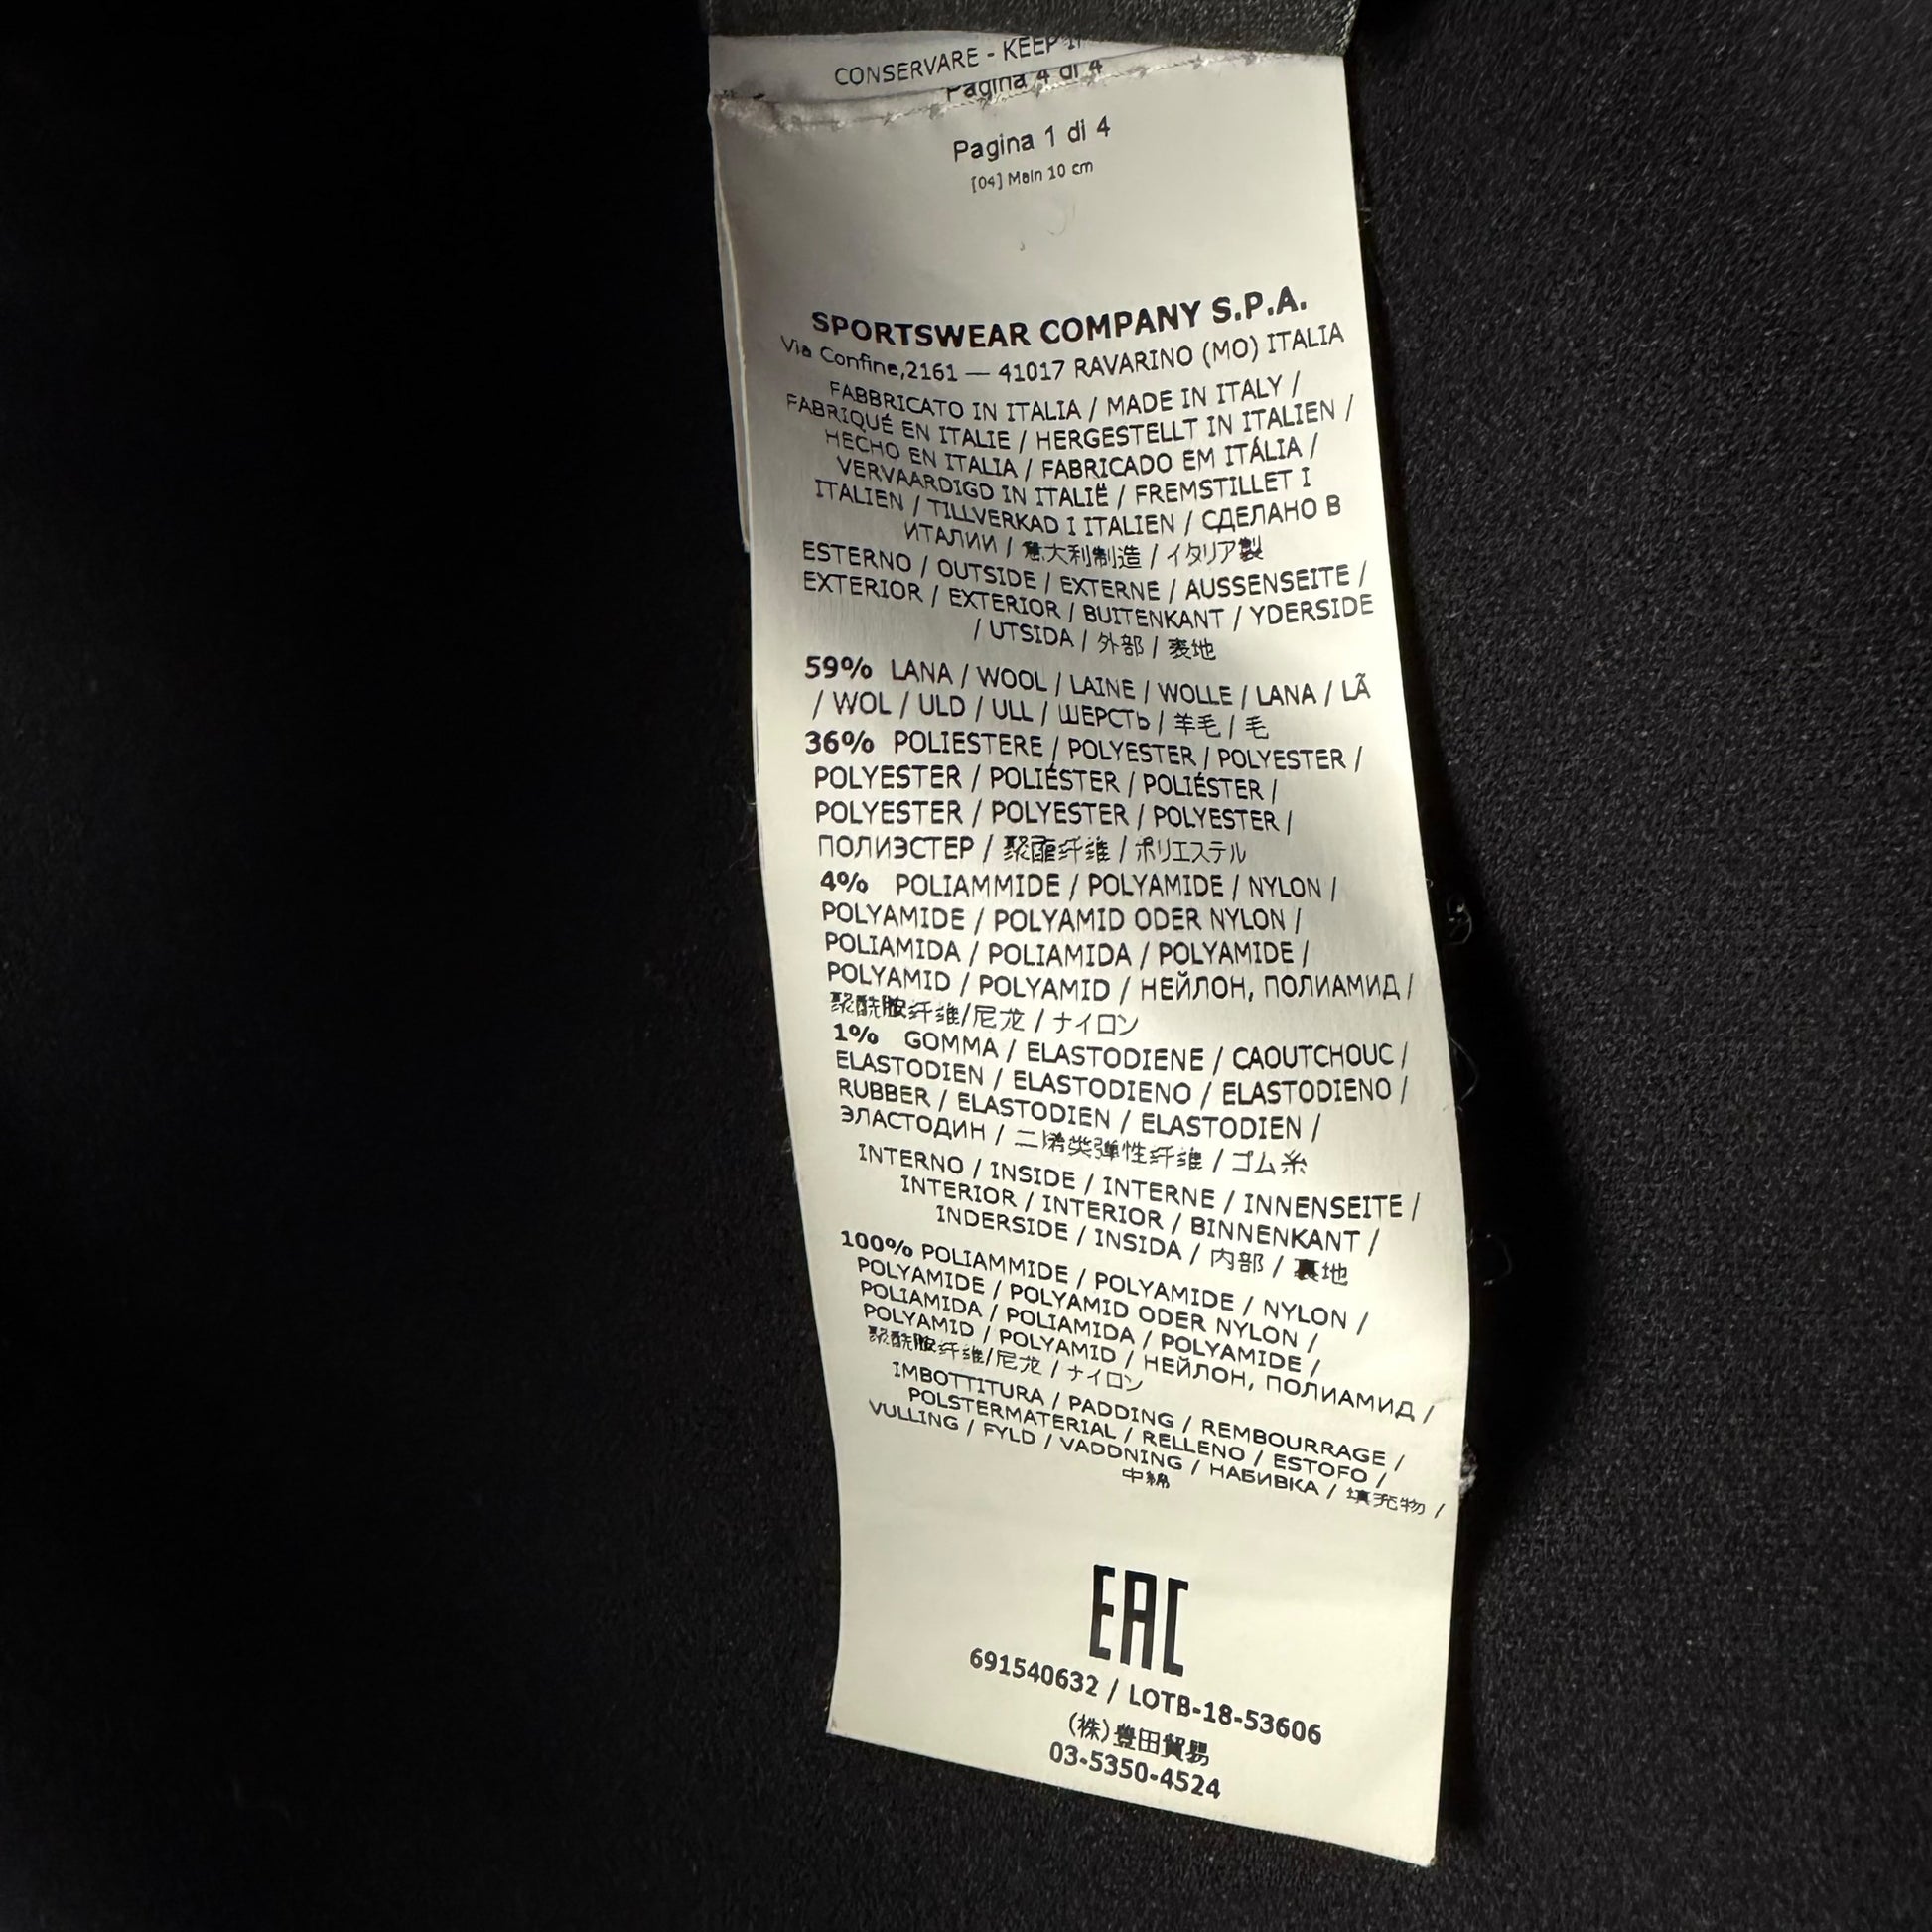 CONSERVARE - KEEP IT
Pagina 4 di 4
Pagina 1 di 4
[04] Main 10 cm
SPORTSWEAR COMPANY S.P.A.
Via Confine,2161 — 41017 RAVARINO (MO) ITALIA
FABBRICATO IN ITALIA / MADE IN ITALY /
FABRIQUÉ EN ITALIE / HERGESTELLT IN ITALIEN /
HECHO EN ITALIA / FABRICADO EM ITÁLIA /
VERVAARDIGD IN ITALIË / FREMSTILLET I
ITALIEN / TILLVERKAD I ITALIEN / СДЕЛАНО В
ИТАЛИИ / 意大利制造 / イタリア製
ESTERNO / OUTSIDE / EXTERNE / AUSSENSEITE /
EXTERIOR / EXTERIOR / BUITENKANT / YDERSIDE
/ UTSIDA / 外部 / 表地
59% LANA / WOOL / LAINE / WOLLE / LANA / LÃ
/ WOL / ULD / ULL / ШЕРСТЬ / 羊毛 / 毛
36% POLIESTERE / POLYESTER / POLYESTER /
POLYESTER / POLIÉSTER / POLIÉSTER /
POLYESTER / POLYESTER / POLYESTER /
ПОЛИЭСТЕР / 聚酯纤维 / ポリエステル
4% POLIAMMIDE / POLYAMIDE / NYLON /
POLYAMIDE / POLYAMID ODER NYLON /
POLIAMIDA / POLIAMIDA / POLYAMIDE /
POLYAMID / POLYAMID / НЕЙЛОН, ПОЛИАМИД /
聚酰胺纤维/尼龙 / ナイロン
1% GOMMA / ELASTODIENE / CAOUTCHOUC /
ELASTODIEN / ELASTODIENO / ELASTODIENO /
RUBBER / ELASTODIEN / ELASTODIEN /
ЭЛАСТОДИН / 二烯类弹性纤维 / ゴム糸
INTERNO / INSIDE / INTERNE / INNENSEITE /
INTERIOR / INTERIOR / BINNENKANT /
INDERSIDE / INSIDA / 内部 / 裏地
100% POLIAMMIDE / POLYAMIDE / NYLON /
POLYAMIDE / POLYAMID ODER NYLON /
POLIAMIDA / POLIAMIDA / POLYAMIDE /
POLYAMID / POLYAMID / НЕЙЛОН, ПОЛИАМИД /
聚酰胺纤维/尼龙 / ナイロン
IMBOTTITURA / PADDING / REMBOURRAGE /
POLSTERMATERIAL / RELLENO / ESTOFO /
VULLING / FYLD / VADDNING / НАБИВКА / 填充物 /
中綿
EAC
691540632 / LOTB-18-53606
(株)豊田貿易
03-5350-4524